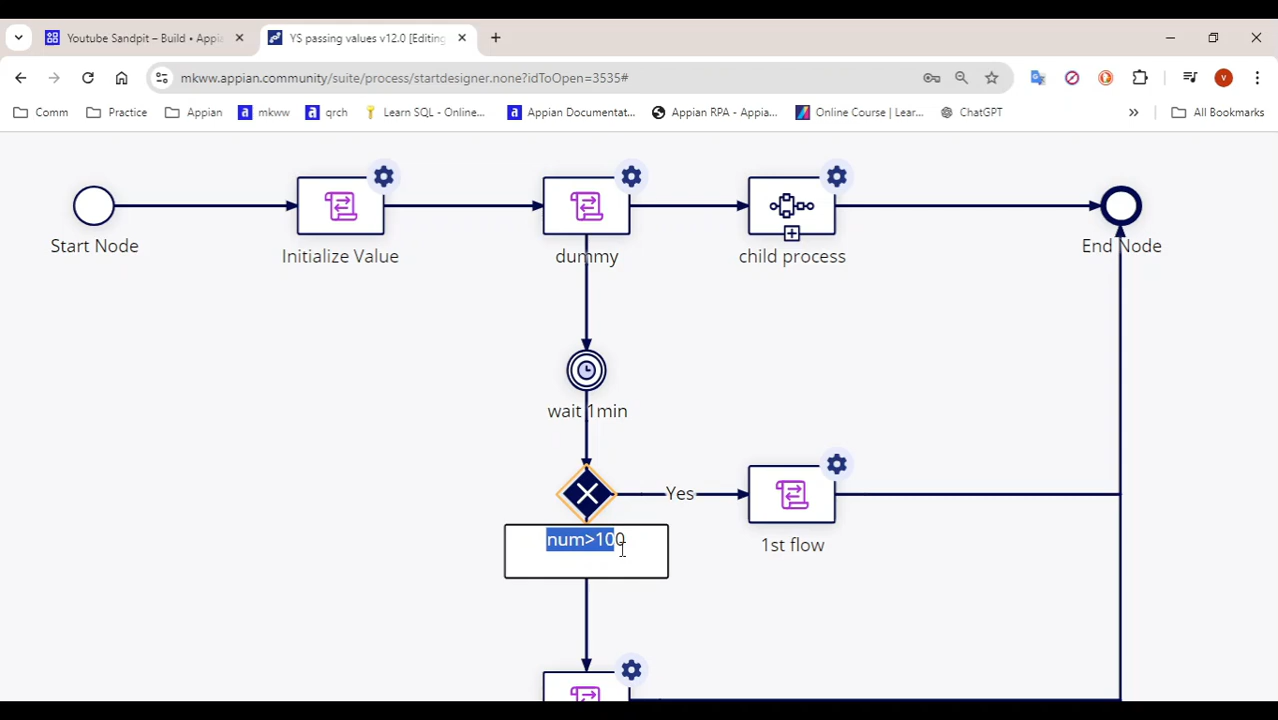 Youtube Sandpit – Build • Appi
YS passing values v12.0 [Editing
mkww.appian.community/suite/process/startdesigner.none?idToOpen=3535#
v
Comm
Practice
Appian
mkww
qrch
Learn SQL - Online...
Appian Documentat...
Appian RPA - Appia...
Online Course | Lear...
ChatGPT
»
All Bookmarks
Start Node
Initialize Value
dummy
child process
End Node
wait 1min
Yes
num>100
1st flow